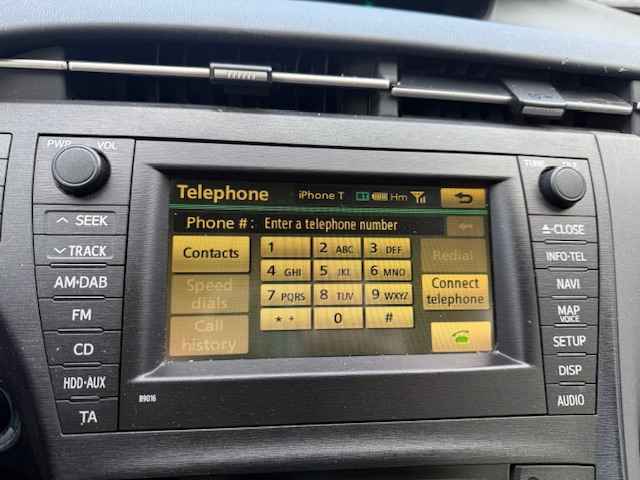 PWR VOL
∧ SEEK
∨ TRACK
AM•DAB
FM
CD
HDD•AUX
TA
Telephone iPhone T Hm
Phone #: Enter a telephone number
Contacts 1 2 ABC 3 DEF Redial
Speed dials 4 GHI 5 JKL 6 MNO Connect telephone
Call history 7 PQRS 8 TUV 9 WXYZ
* + 0 #
B9016
TUNE
CLOSE
INFO•TEL
NAVI
MAP
VOICE
SETUP
DISP
AUDIO